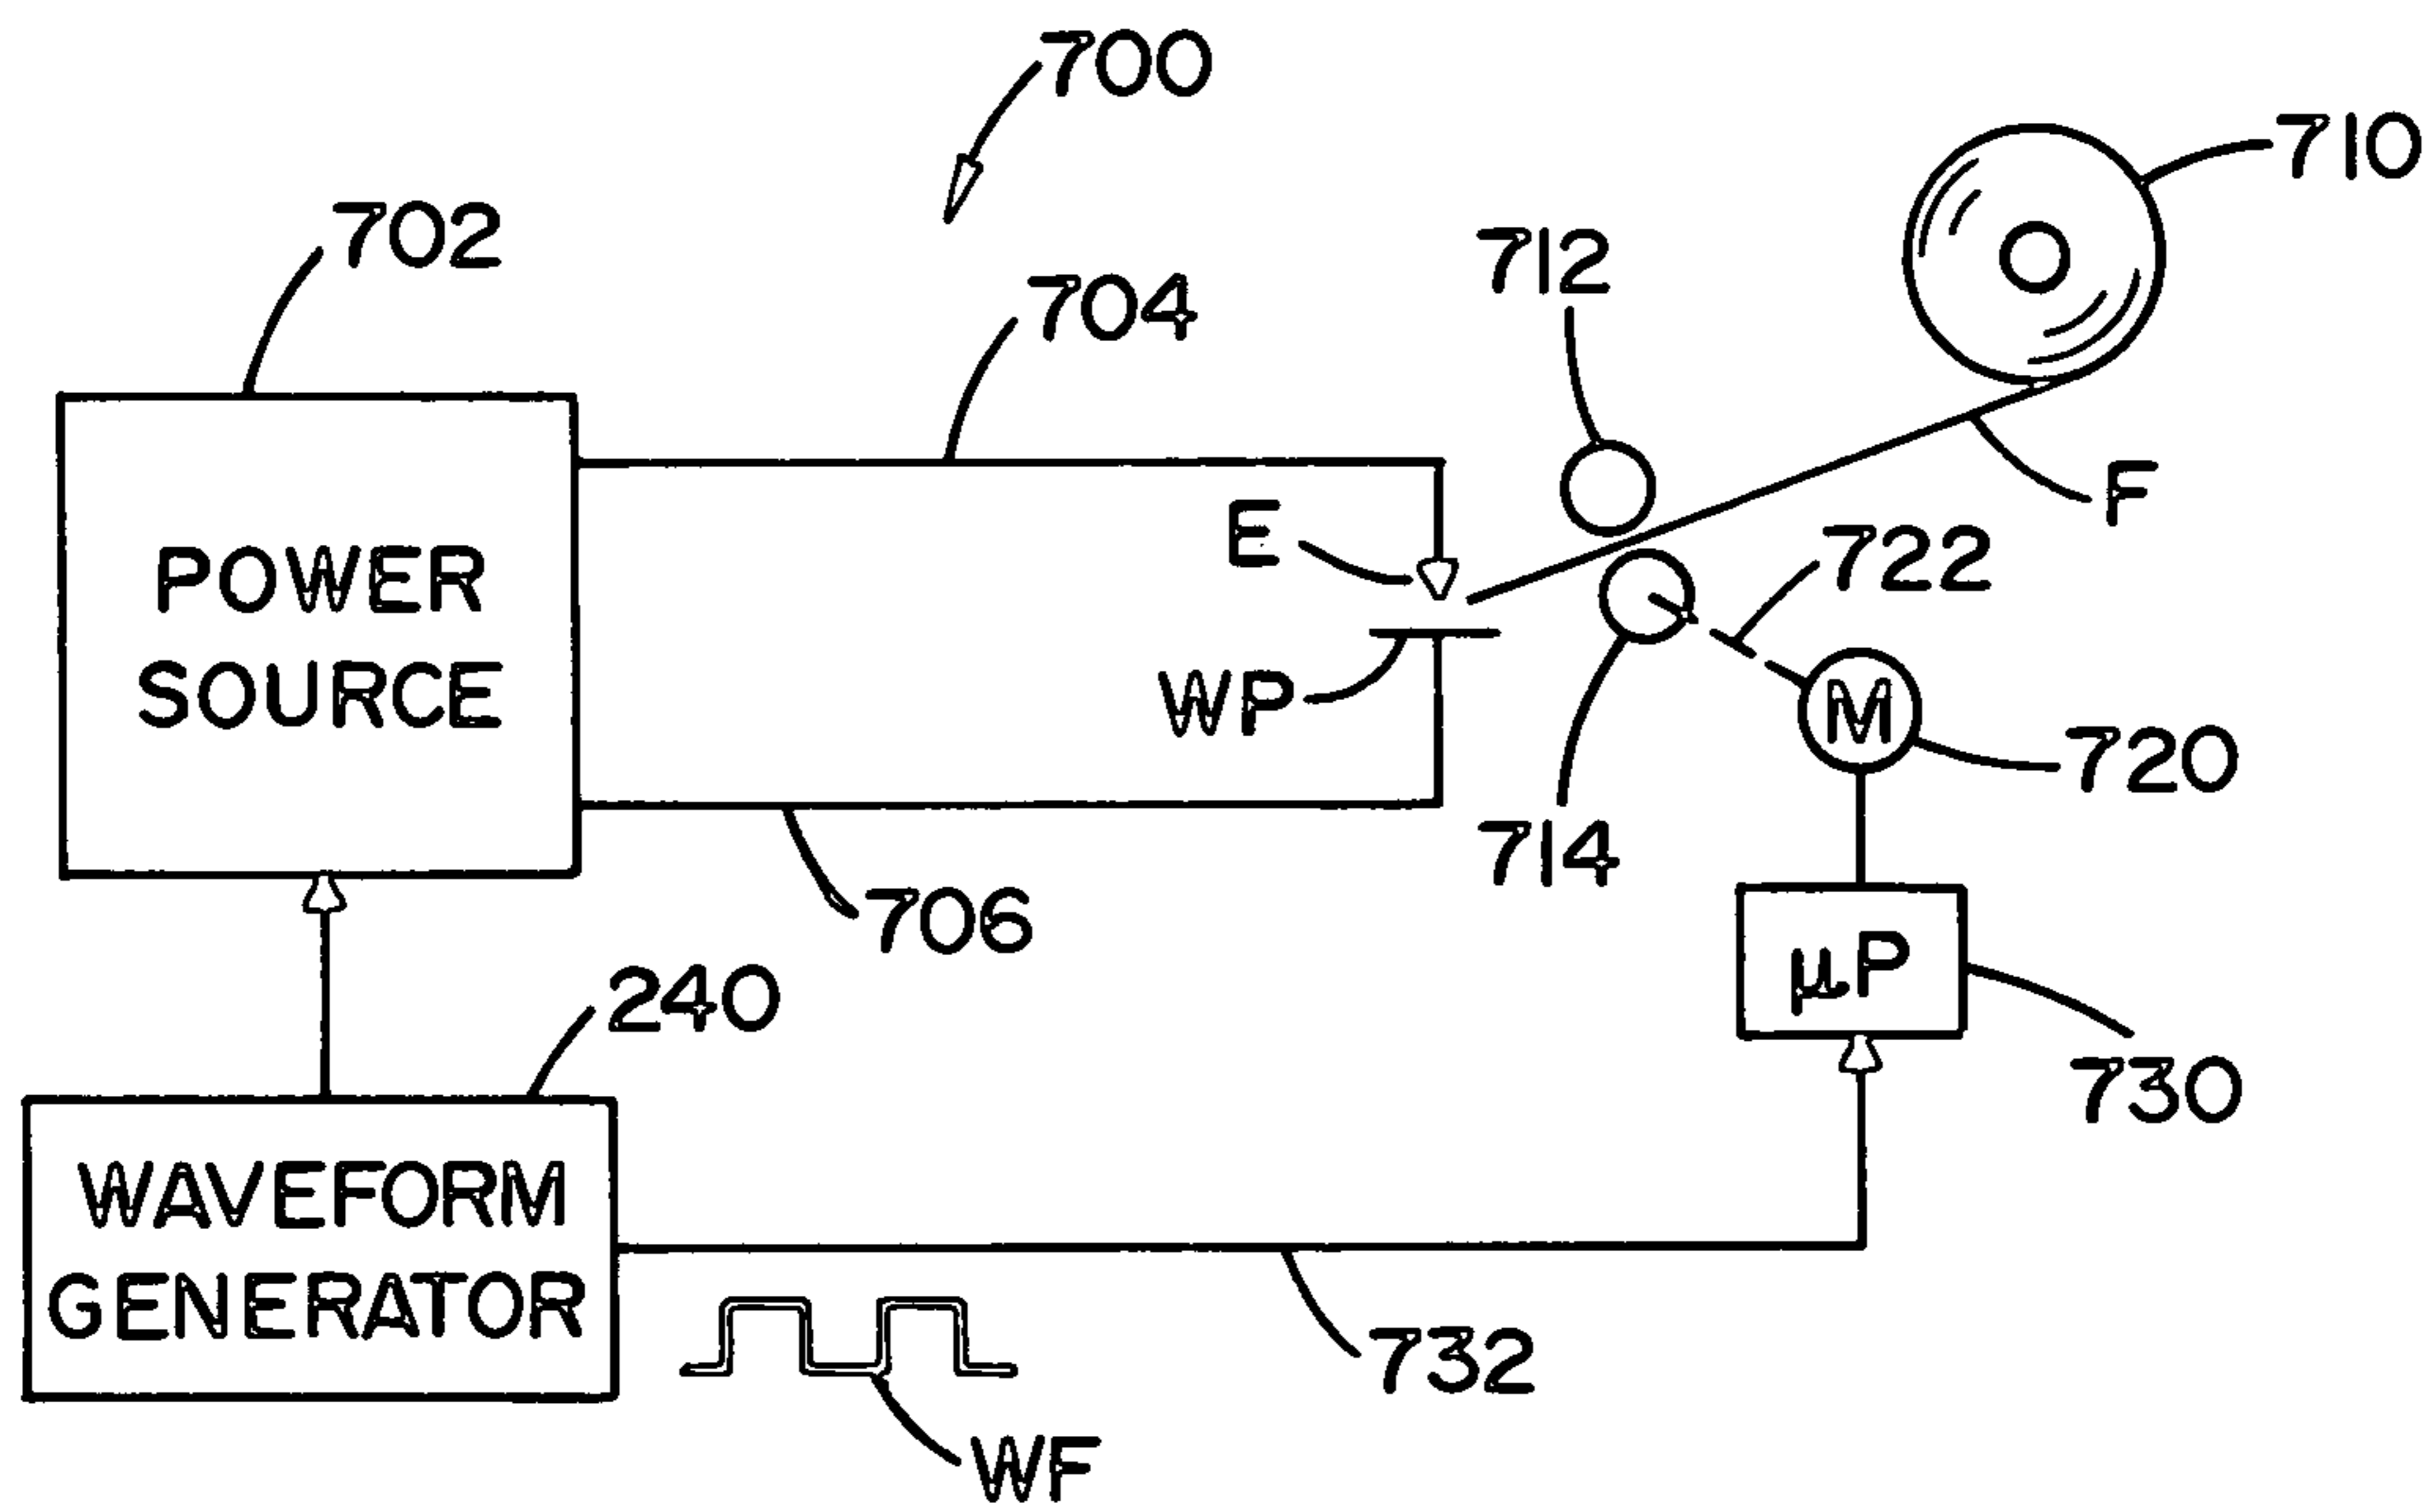 700
710
702
712
704
E
F
722
POWER
SOURCE
WP
M
720
714
706
µP
240
730
WAVEFORM
GENERATOR
732
WF